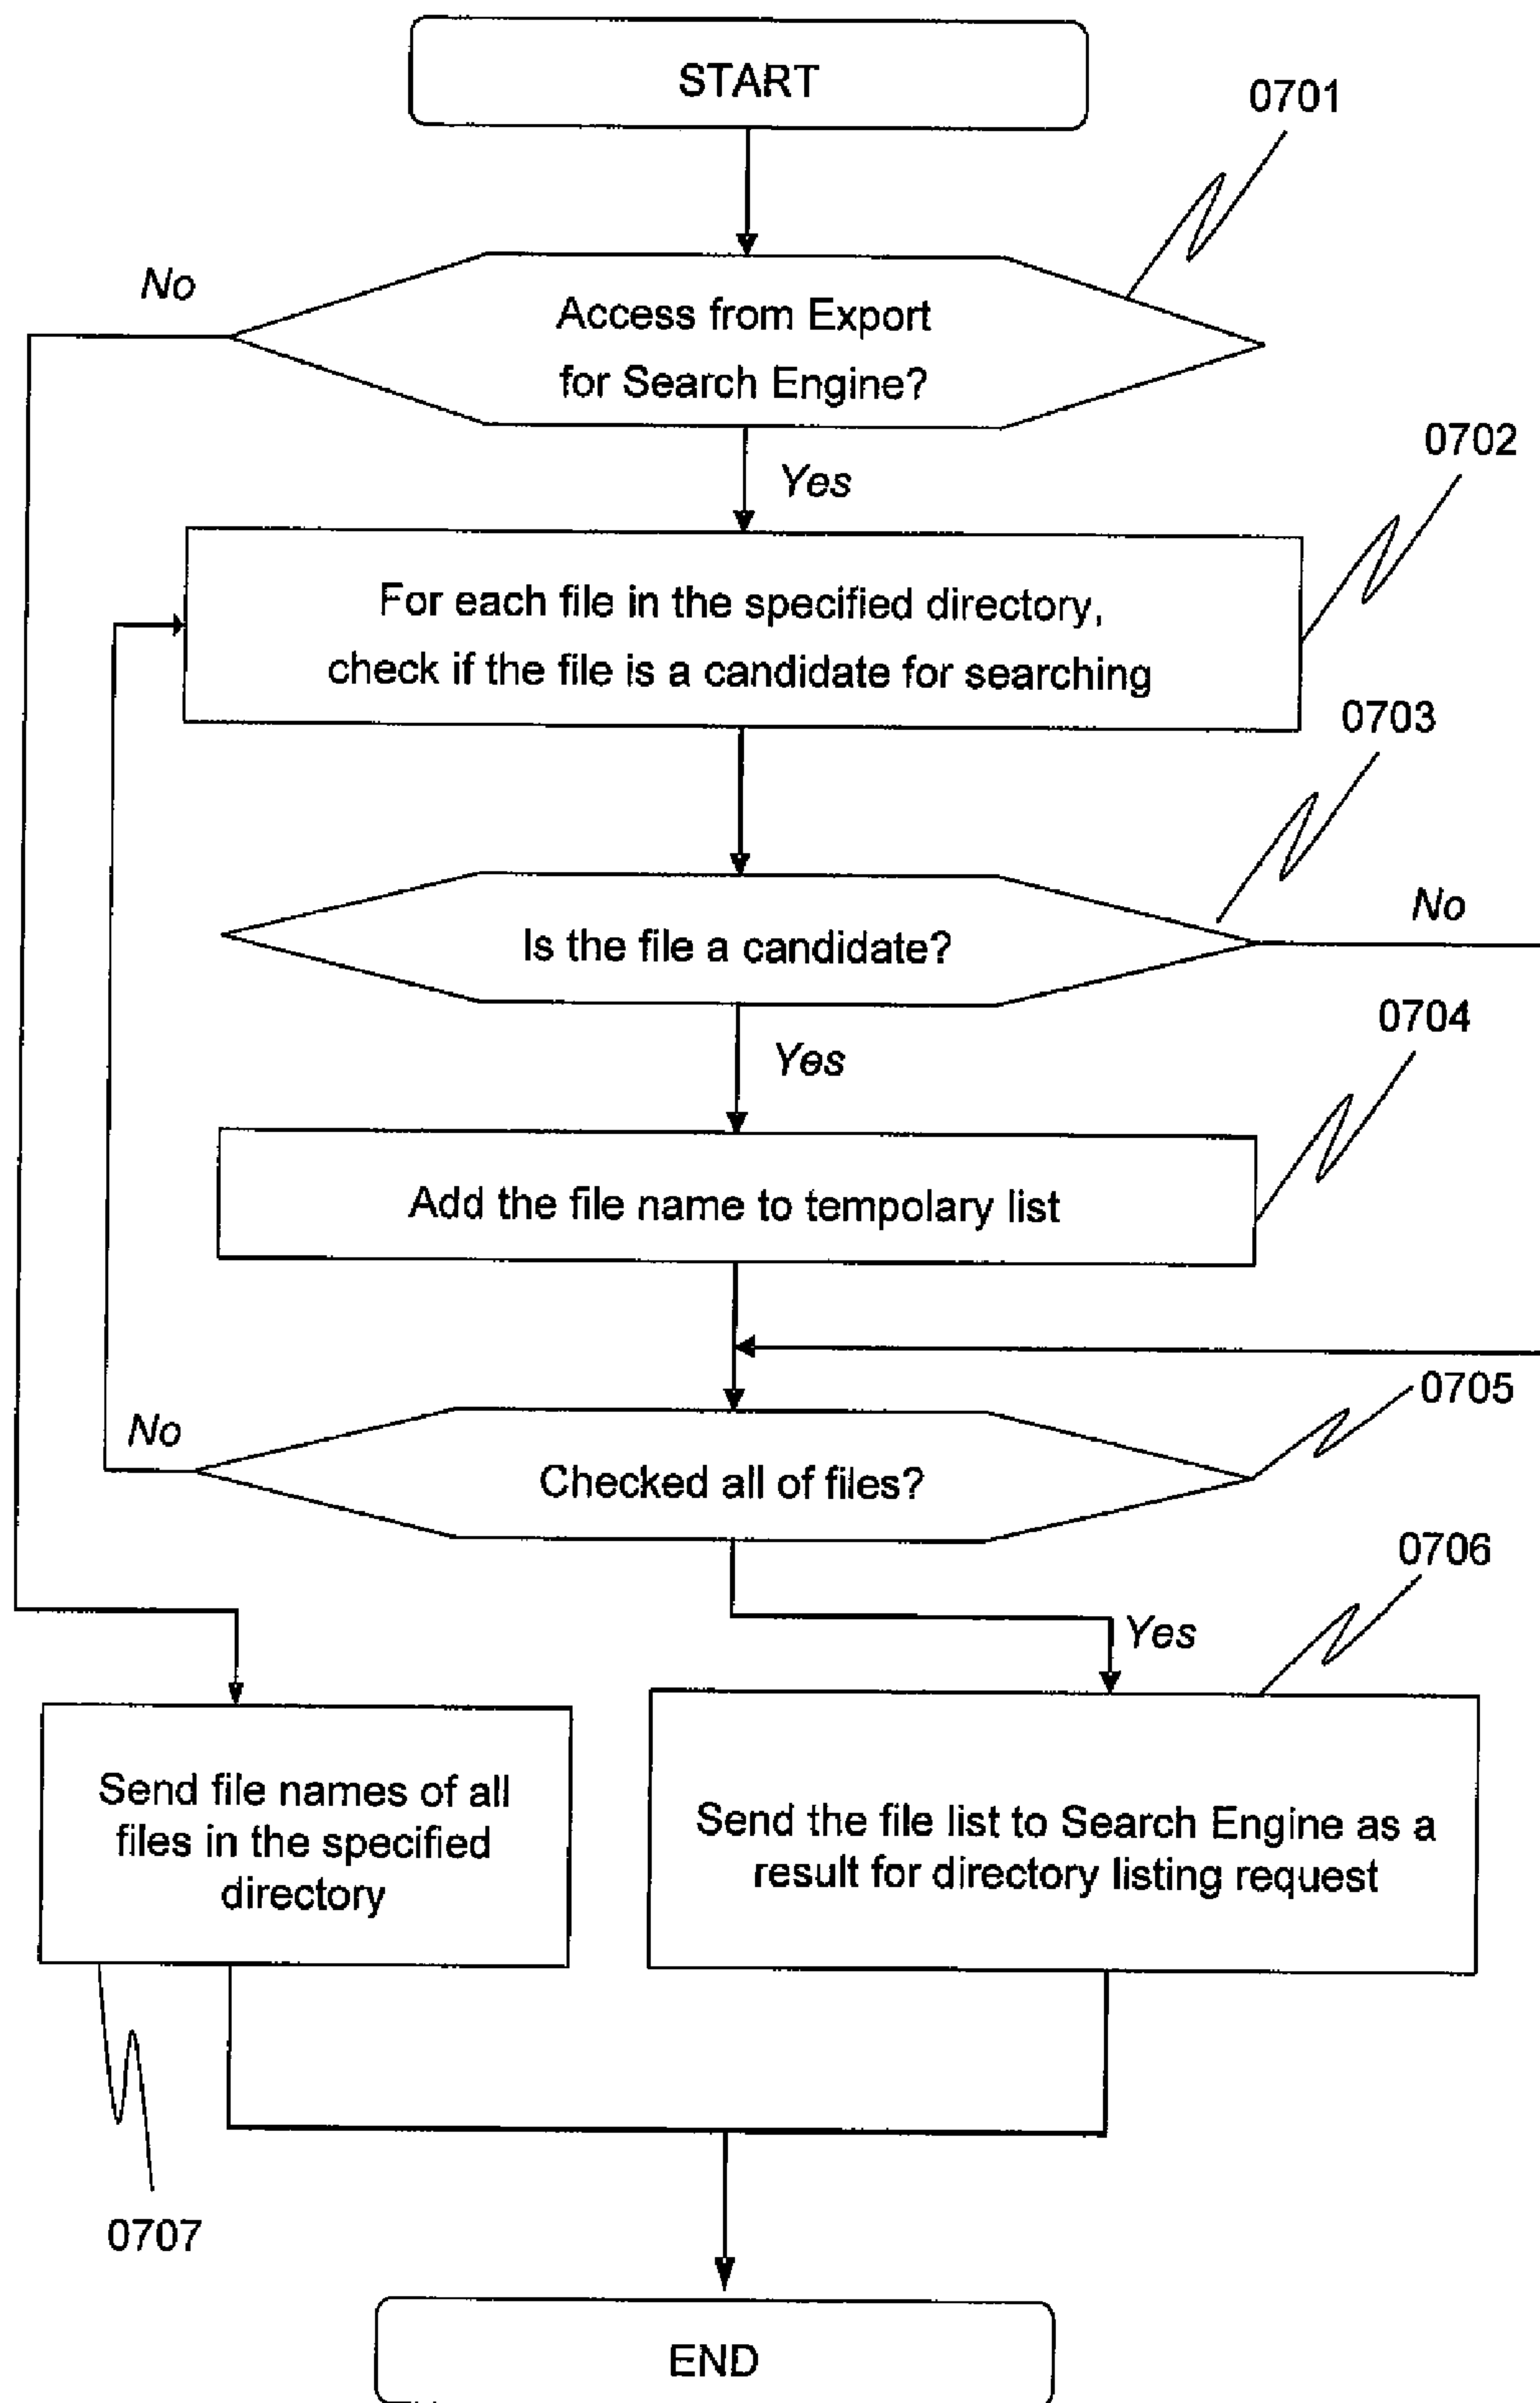 START
0701
No
Access from Export
for Search Engine?
Yes
0702
For each file in the specified directory,
check if the file is a candidate for searching
0703
No
Is the file a candidate?
Yes
0704
Add the file name to tempolary list
0705
No
Checked all of files?
0706
Yes
Send file names of all
files in the specified
directory
Send the file list to Search Engine as a
result for directory listing request
0707
END